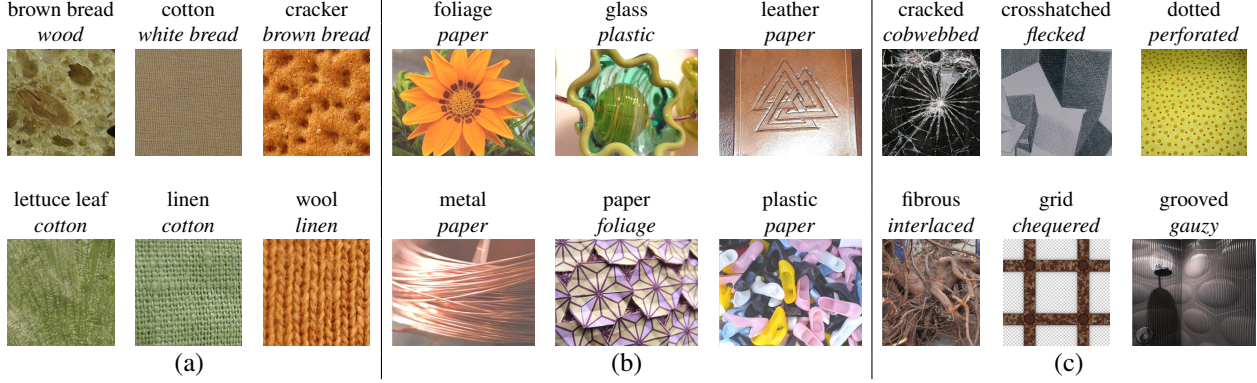 brown bread cotton cracker foliage glass leather cracked crosshatched dotted
wood white bread brown bread paper plastic paper cobwebbed flecked perforated
lettuce leaf linen wool metal paper plastic fibrous grid grooved
cotton cotton linen paper foliage paper interlaced chequered gauzy
(a) (b) (c)